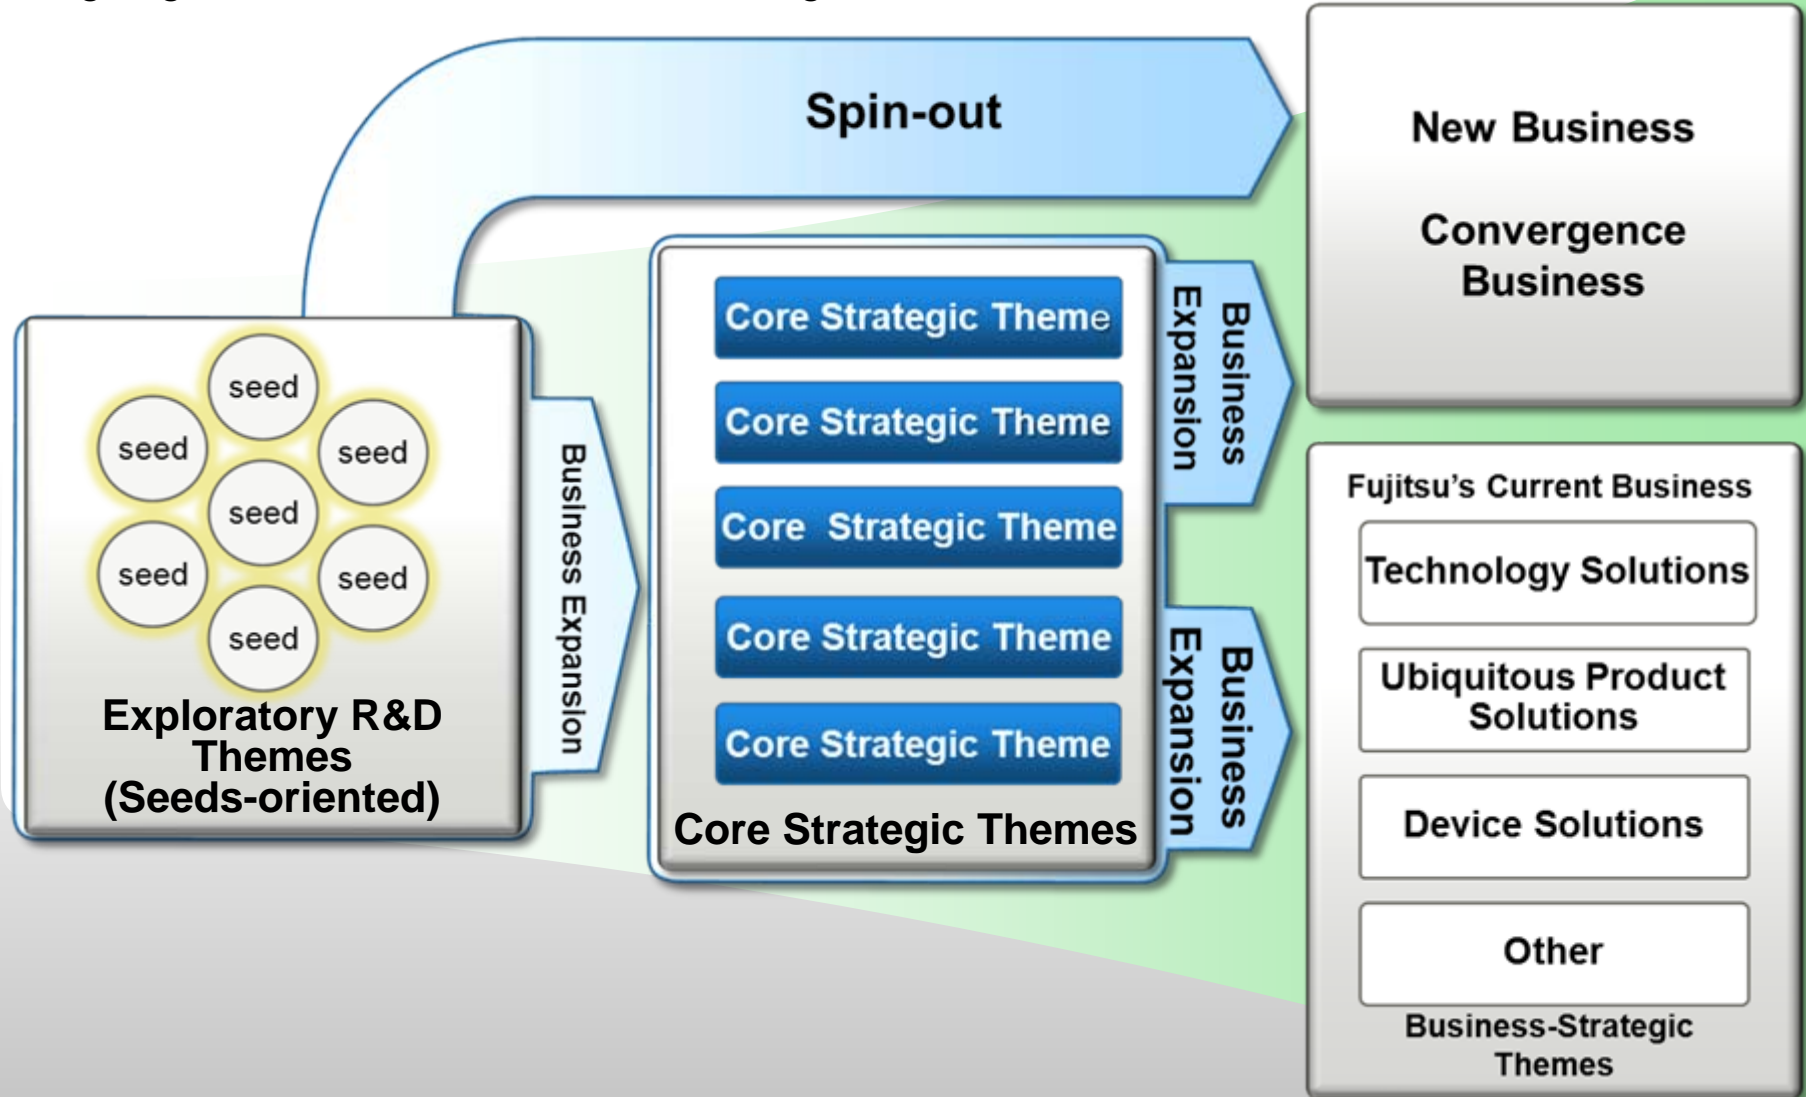 Spin-out
New Business
Convergence
Business
seed
seed
seed
seed
seed
seed
seed
Exploratory R&D
Themes
(Seeds-oriented)
Business Expansion
Core Strategic Theme
Core Strategic Theme
Core  Strategic Theme
Core Strategic Theme
Core Strategic Theme
Core Strategic Themes
Business
Expansion
Business
Expansion
Fujitsu's Current Business
Technology Solutions
Ubiquitous Product
Solutions
Device Solutions
Other
Business-Strategic
Themes